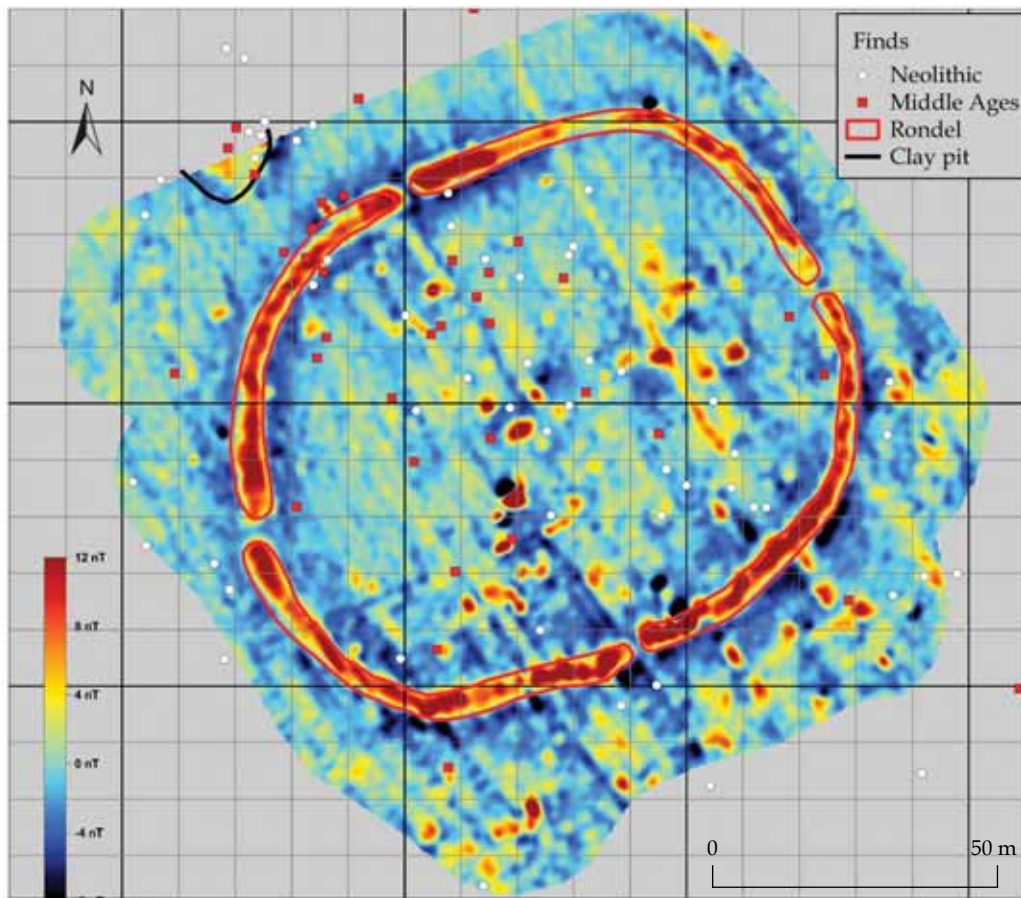 Finds
Neolithic
Middle Ages
Rondel
Clay pit
N
12 nT
8 nT
4 nT
0 nT
-4 nT
0 50 m